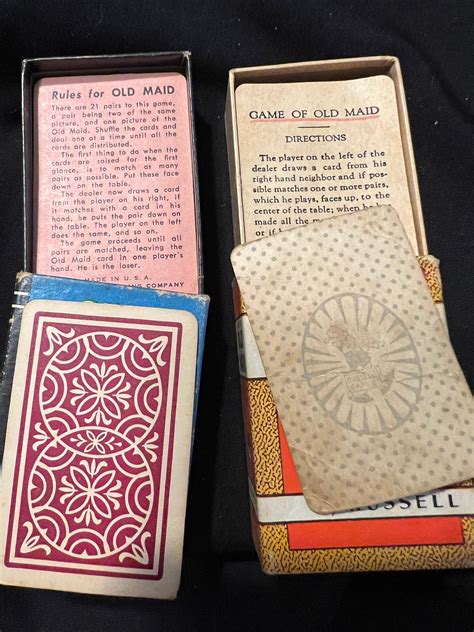 Rules for OLD MAID
There are 21 pairs to this game,
a pair being two of the same
picture, and one picture of the
Old Maid. Shuffle the cards and
deal one at a time until all the
cards are distributed.
The first thing to do when the
cards are raised for the first
glance, is to match as many
pairs as possible. Put these face
down on the table.
The dealer now draws a card
from the player on his right, If
it matches with a card in his
hand, he puts the pair down on
the table. The player on the left
does the same, and so on.
The game proceeds until all
pairs are matched, leaving the
Old Maid card in one player's
hand. He is the loser.
MADE IN U. S. A.
COMPANY
GAME OF OLD MAID
DIRECTIONS
The player on the left of the
dealer draws a card from his
right hand neighbor and if pos-
sible matches one or more pairs,
which he plays, faces up, to the
center of the table; when he
made all the
draws
the
RUSSELL